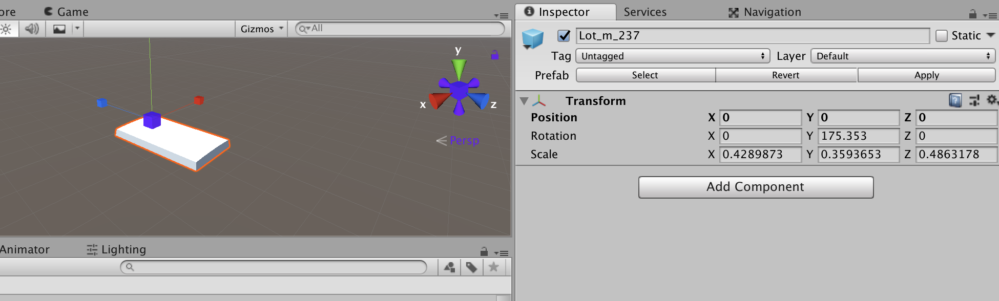 ore Game
Gizmos All
y
x z
Persp
Animator Lighting
Inspector Services Navigation
Lot_m_237 Static
Tag Untagged Layer Default
Prefab Select Revert Apply
Transform
Position X 0 Y 0 Z 0
Rotation X 0 Y 175.353 Z 0
Scale X 0.4289873 Y 0.3593653 Z 0.4863178
Add Component